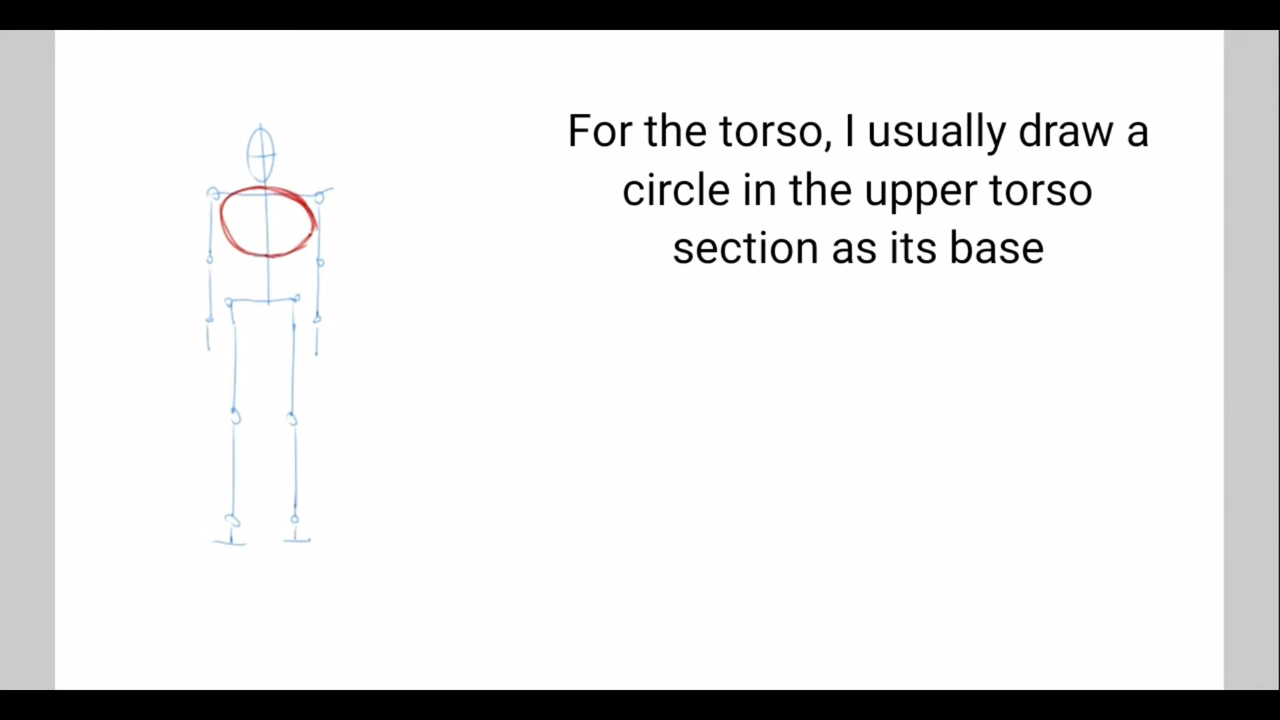 For the torso, I usually draw a
circle in the upper torso
section as its base